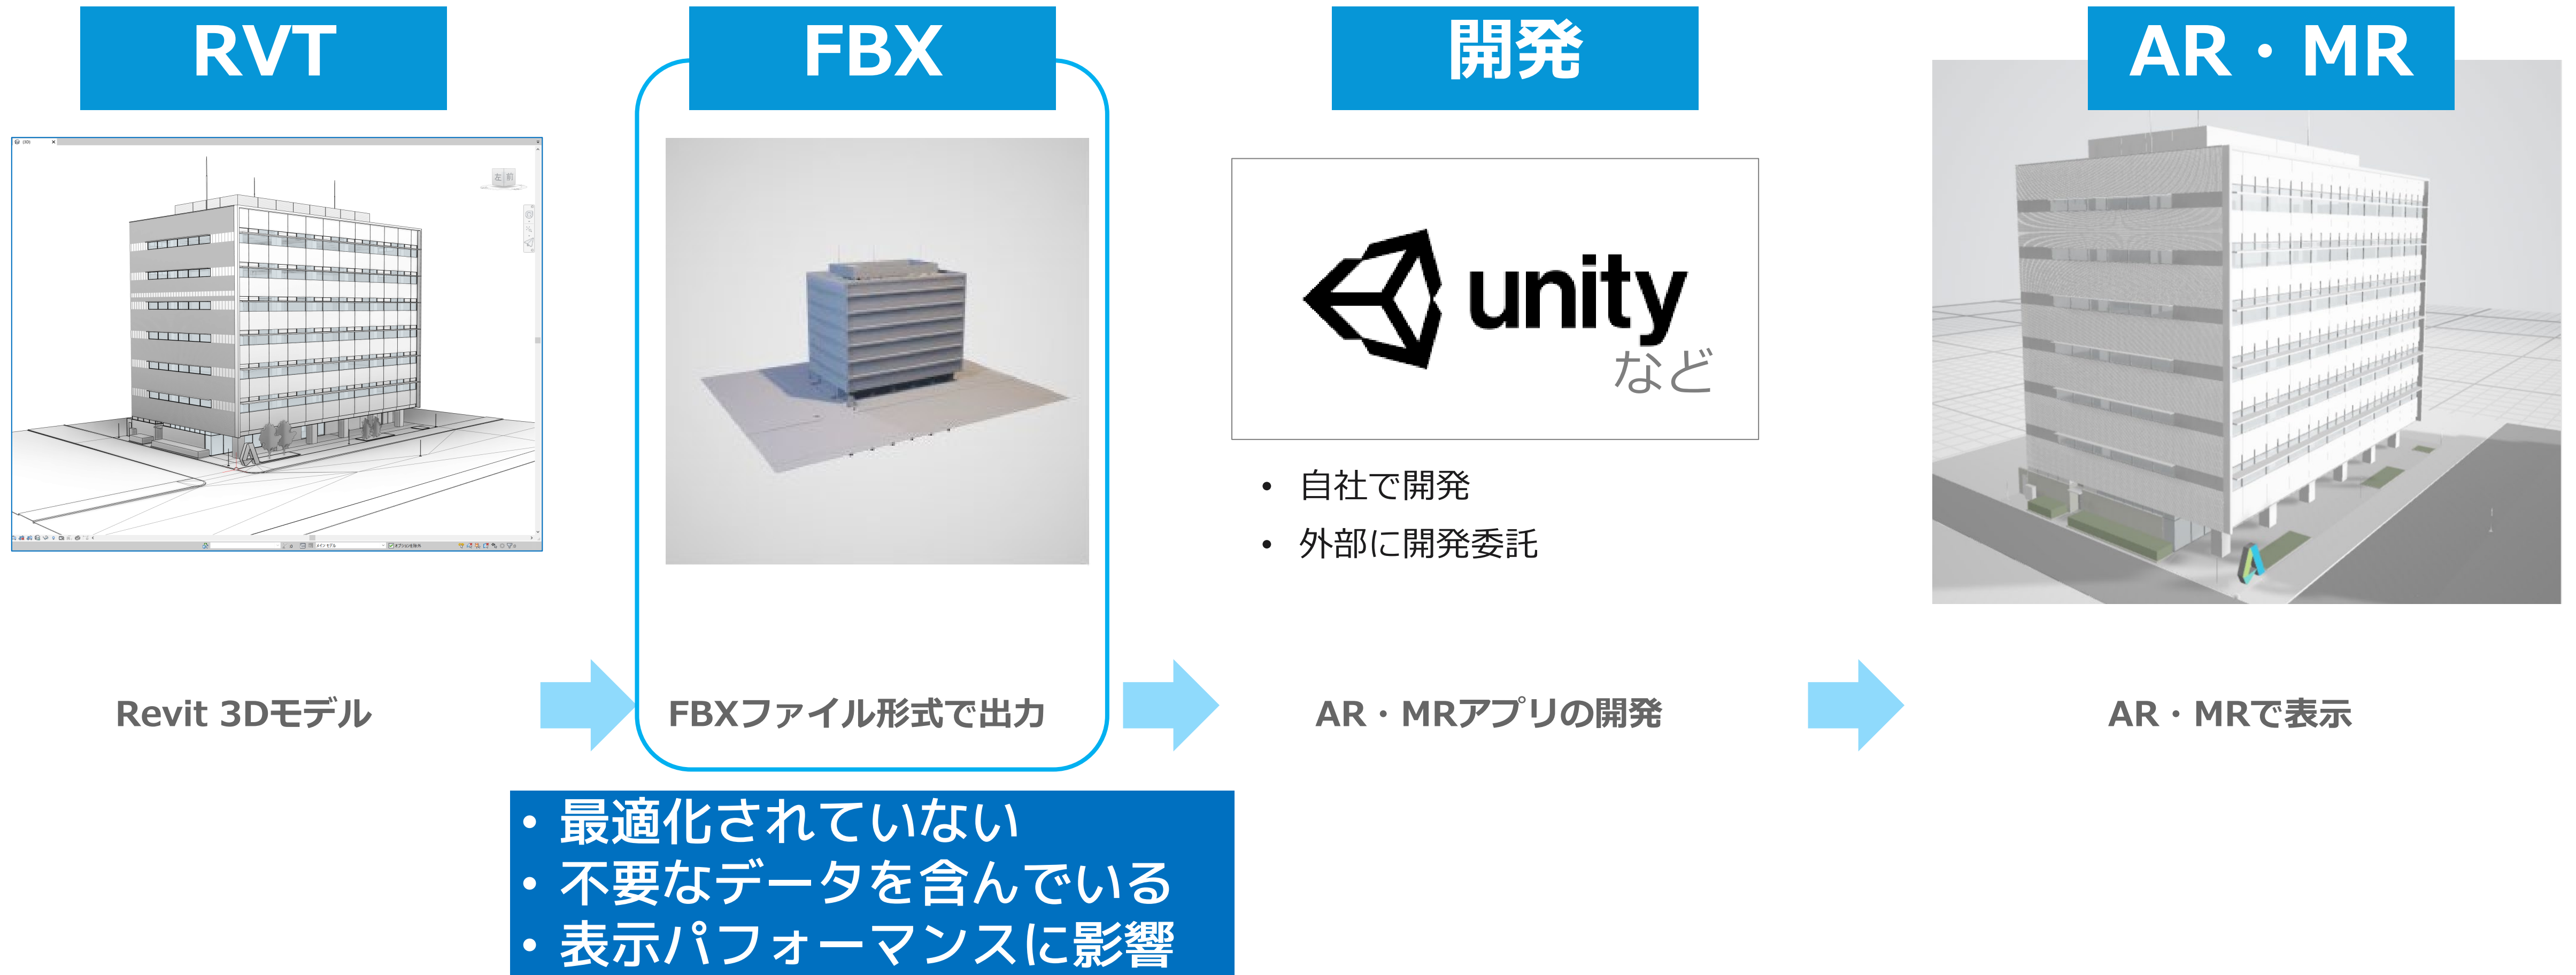 RVT
FBX
開発
AR・MR
左 前
unity
など
• 自社で開発
• 外部に開発委託
Revit 3Dモデル
FBXファイル形式で出力
AR・MRアプリの開発
AR・MRで表示
• 最適化されていない
• 不要なデータを含んでいる
• 表示パフォーマンスに影響